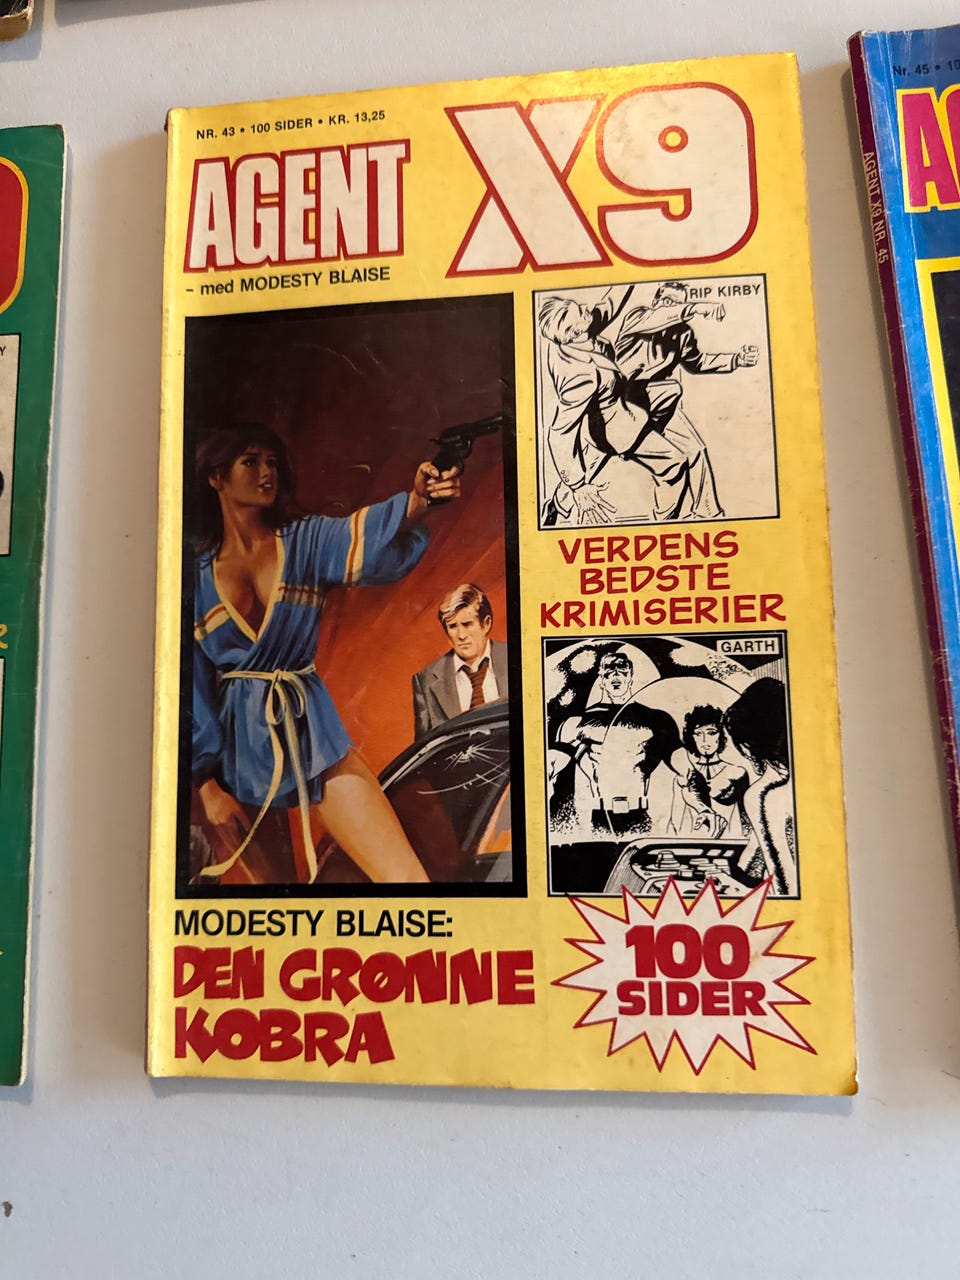 NR. 43 • 100 SIDER • KR. 13,25
AGENT X9
– med MODESTY BLAISE
RIP KIRBY
VERDENS
BEDSTE
KRIMISERIER
GARTH
MODESTY BLAISE:
DEN GRØNNE
KOBRA
100
SIDER
Nr. 45 • 10
AGENT X9 NR. 45